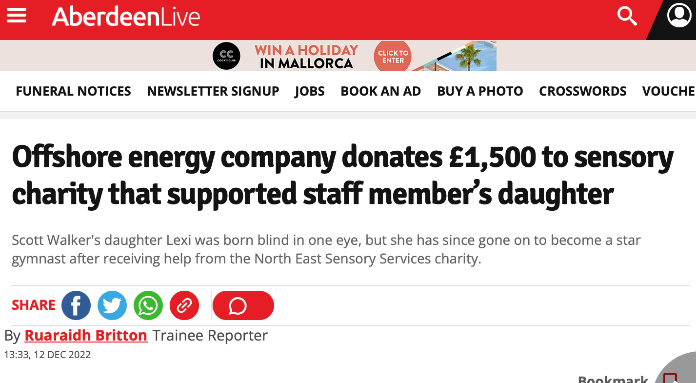 AberdeenLive
CC
WIN A HOLIDAY
IN MALLORCA
CLICK TO
ENTER
FUNERAL NOTICES NEWSLETTER SIGNUP JOBS BOOK AN AD BUY A PHOTO CROSSWORDS VOUCHE
Offshore energy company donates £1,500 to sensory
charity that supported staff member's daughter
Scott Walker's daughter Lexi was born blind in one eye, but she has since gone on to become a star
gymnast after receiving help from the North East Sensory Services charity.
SHARE
By Ruaraidh Britton Trainee Reporter
13:33, 12 DEC 2022
Bookmark